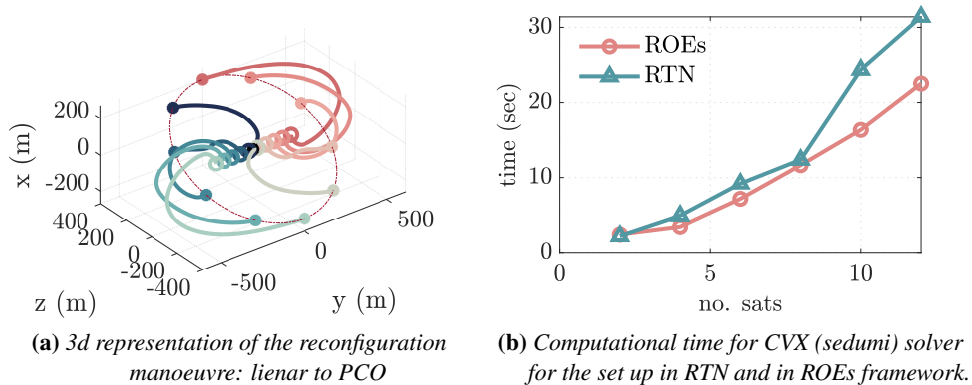 x (m)
200
0
-200
400
200
0
-200
-400
z (m)
-500
0
500
y (m)
ROEs
RTN
time (sec)
30
20
10
0
0
5
10
no. sats
(a) 3d representation of the reconfiguration
manoeuvre: lienar to PCO
(b) Computational time for CVX (sedumi) solver
for the set up in RTN and in ROEs framework.